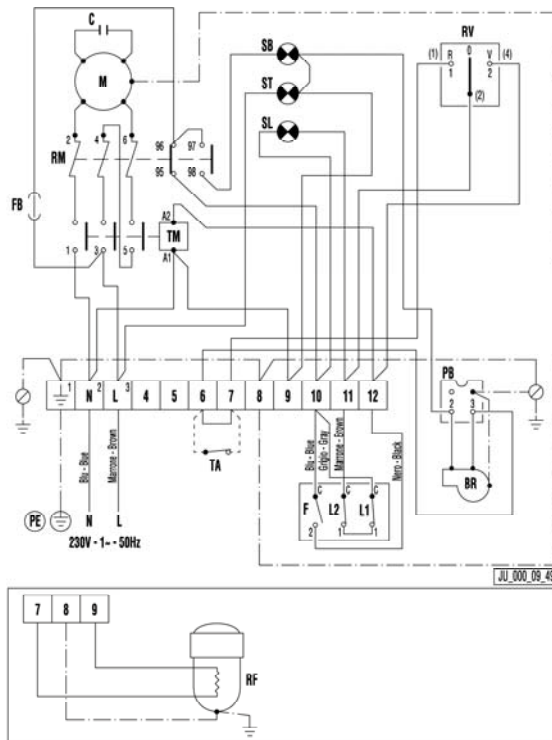 C
M
SB
ST
SL
RV
(1) R 0 V (4)
1 2
(2)
2 4 6
RM
96 97
95 98
FB
A2
TM
A1
1 3 5
1 N 2 L 3 4 5 6 7 8 9 10 11 12
TA
Blu - Blue
Marrone - Brown
Blu - Blue
Grigio - Gray
Marrone - Brown
Nero - Black
PB
2 3
BR
PE N L
230V - 1~ - 50Hz
C C C
F L2 L1
2 1 1
JU_000_09_49
7 8 9
RF